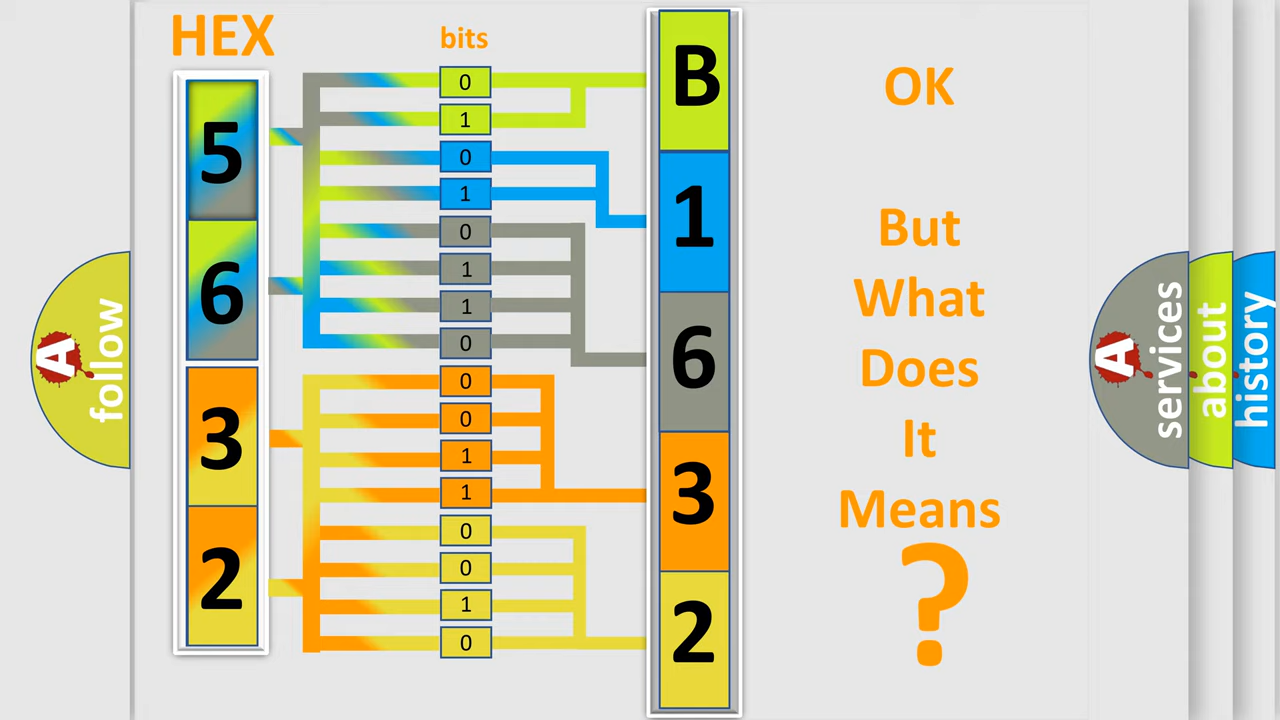 HEX
bits
5
6
3
2
0
1
0
1
0
1
1
0
0
0
1
1
0
0
1
0
B
1
6
3
2
OK
But
What
Does
It
Means
?
A
follow
A
services
about
history